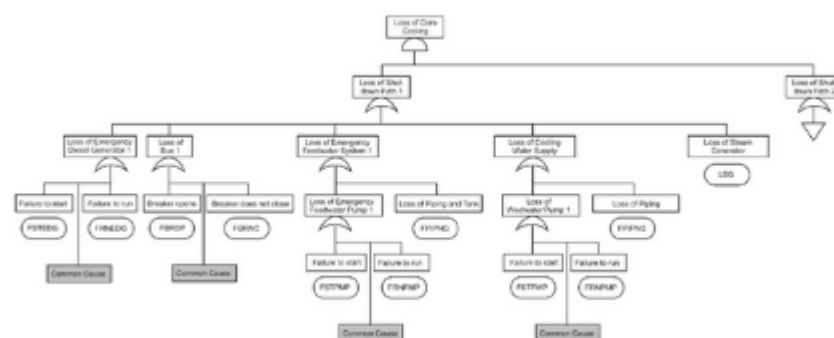 Loss of Core
Cooling
Loss of Shut
down Path 1
Loss of Shut
down Path 2
Loss of Emergency
Diesel Generator 1
Loss of
Bus 1
Loss of Emergency
Feedwater System 1
Loss of Cooling
Water Supply
Loss of Steam
Generator
LSG
Failure to start
Failure to run
Breaker opens
Breaker does not close
Loss of Emergency
Feedwater Pump 1
Loss of Piping and Tank
Loss of
Pump 1
Loss of Piping
FBROP
FBRNC
Common Cause
Common Cause
Failure to start
Failure to run
Failure to start
Failure to run
Common Cause
Common Cause